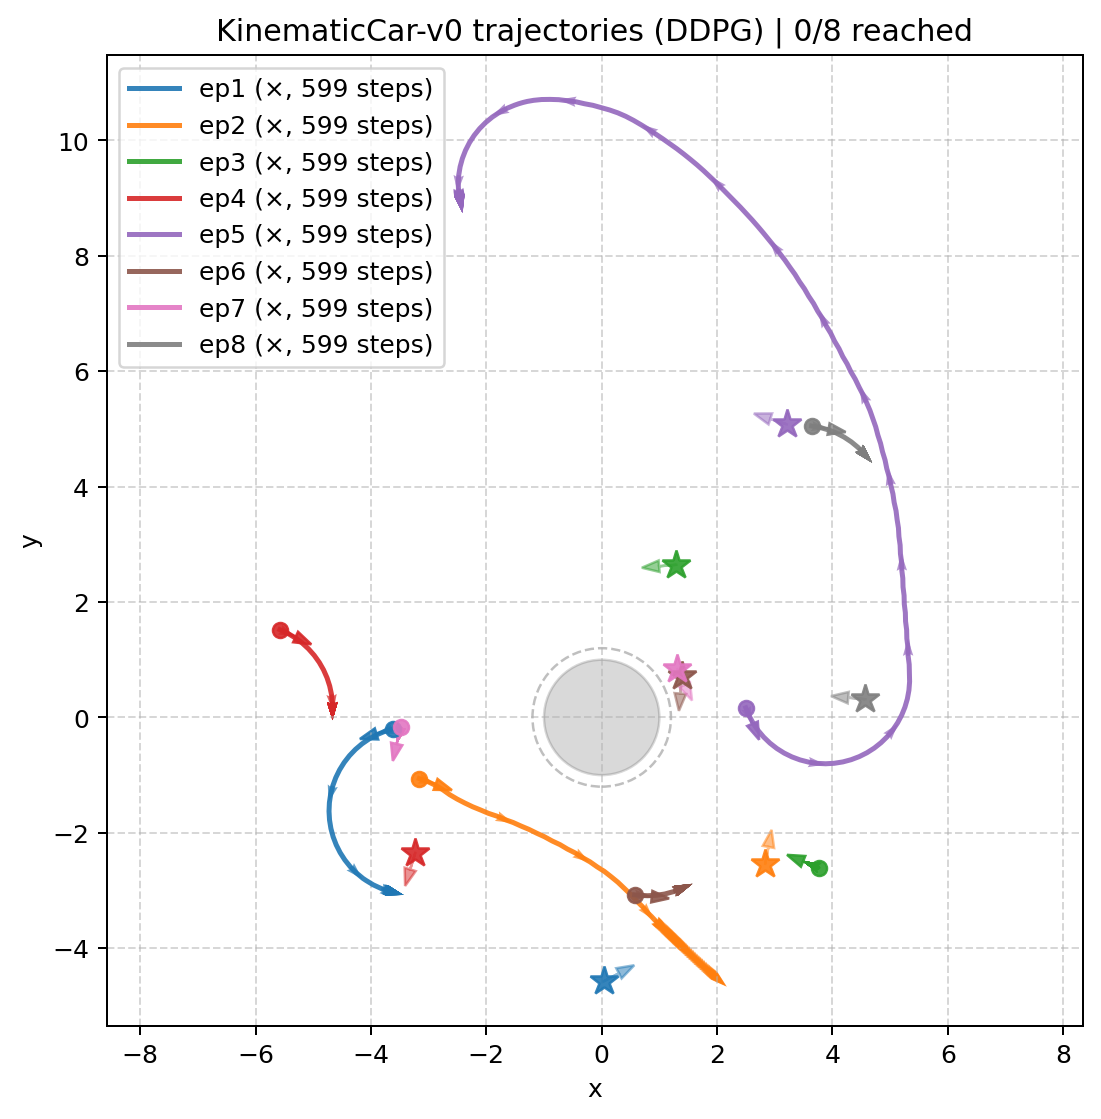 KinematicCar-v0 trajectories (DDPG) | 0/8 reached
ep1 (×, 599 steps)
ep2 (×, 599 steps)
ep3 (×, 599 steps)
ep4 (×, 599 steps)
ep5 (×, 599 steps)
ep6 (×, 599 steps)
ep7 (×, 599 steps)
ep8 (×, 599 steps)
10
8
6
4
2
0
−2
−4
y
−8 −6 −4 −2 0 2 4 6 8
x